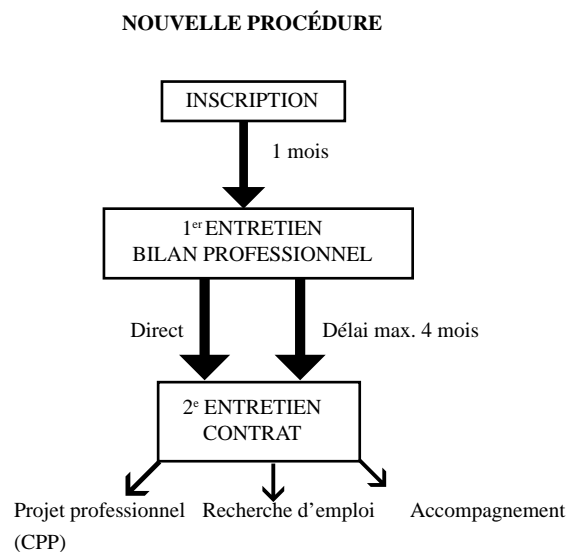 NOUVELLE PROCÉDURE
INSCRIPTION
1 mois
1er ENTRETIEN
BILAN PROFESSIONNEL
Direct
Délai max. 4 mois
2e ENTRETIEN
CONTRAT
Projet professionnel
(CPP)
Recherche d’emploi
Accompagnement